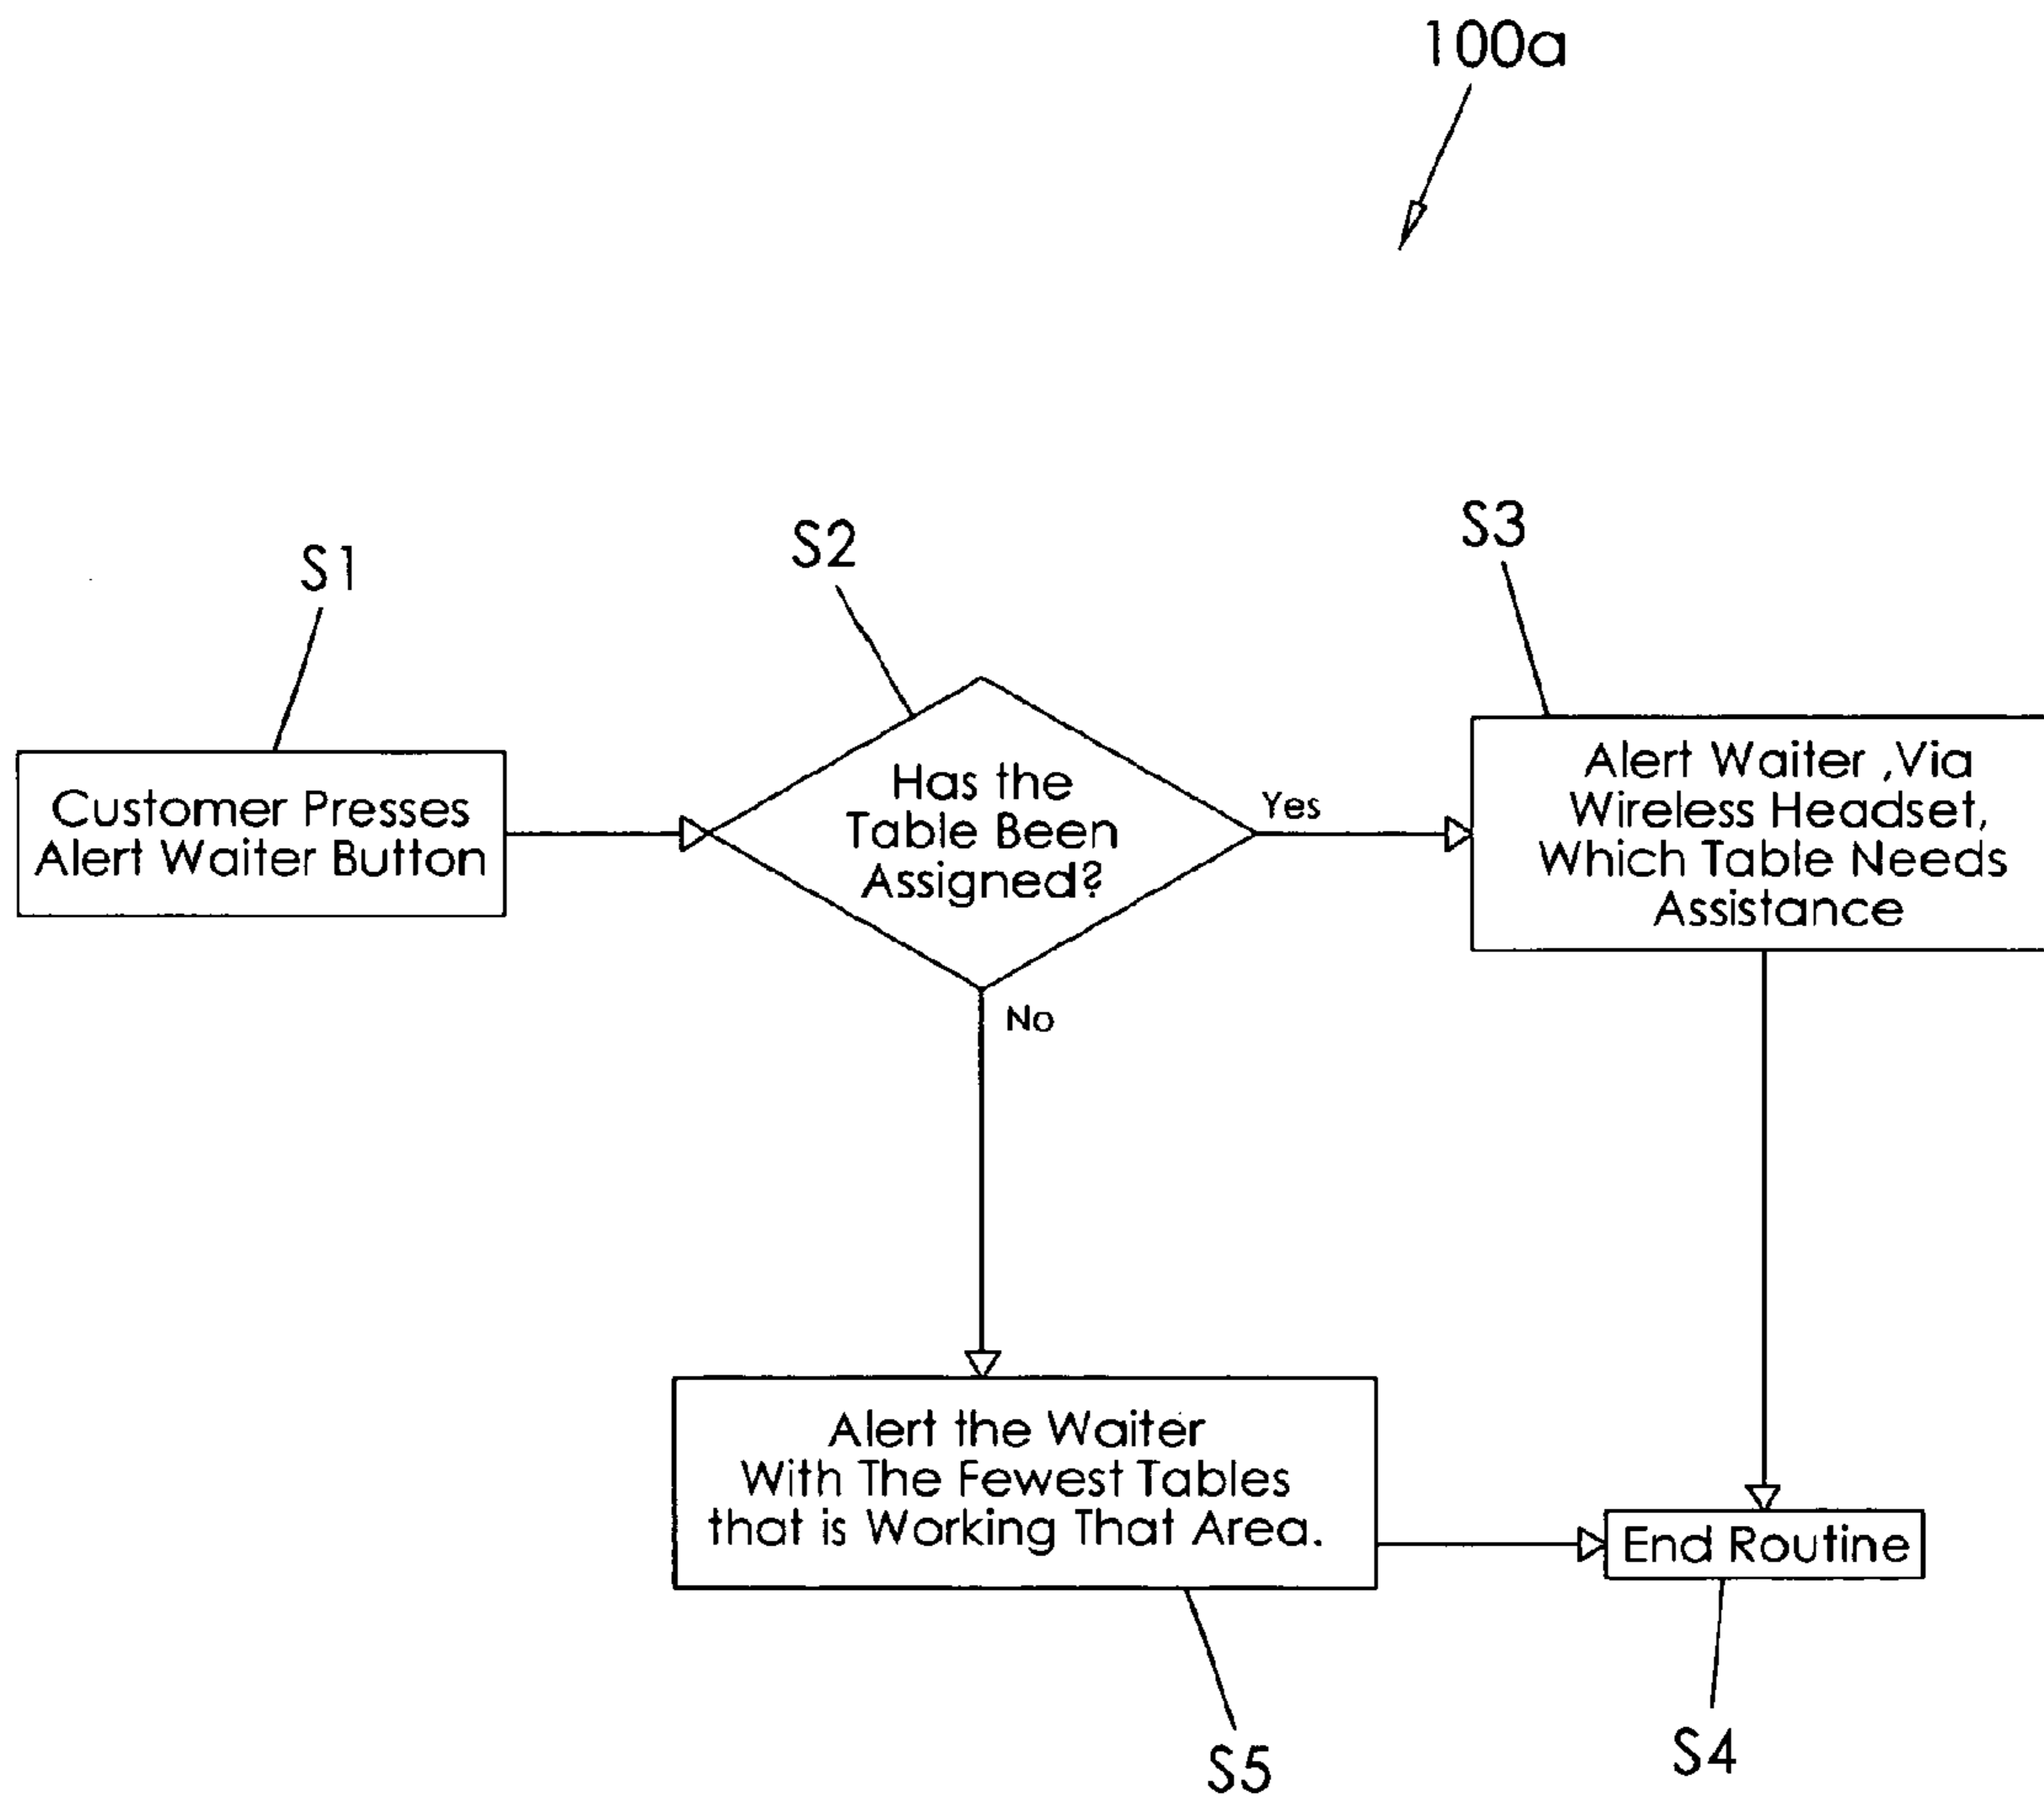 100a
S1
S2
S3
Customer Presses
Alert Waiter Button
Has the
Table Been
Assigned?
Yes
Alert Waiter ,Via
Wireless Headset,
Which Table Needs
Assistance
No
Alert the Waiter
With The Fewest Tables
that is Working That Area.
End Routine
S5
S4